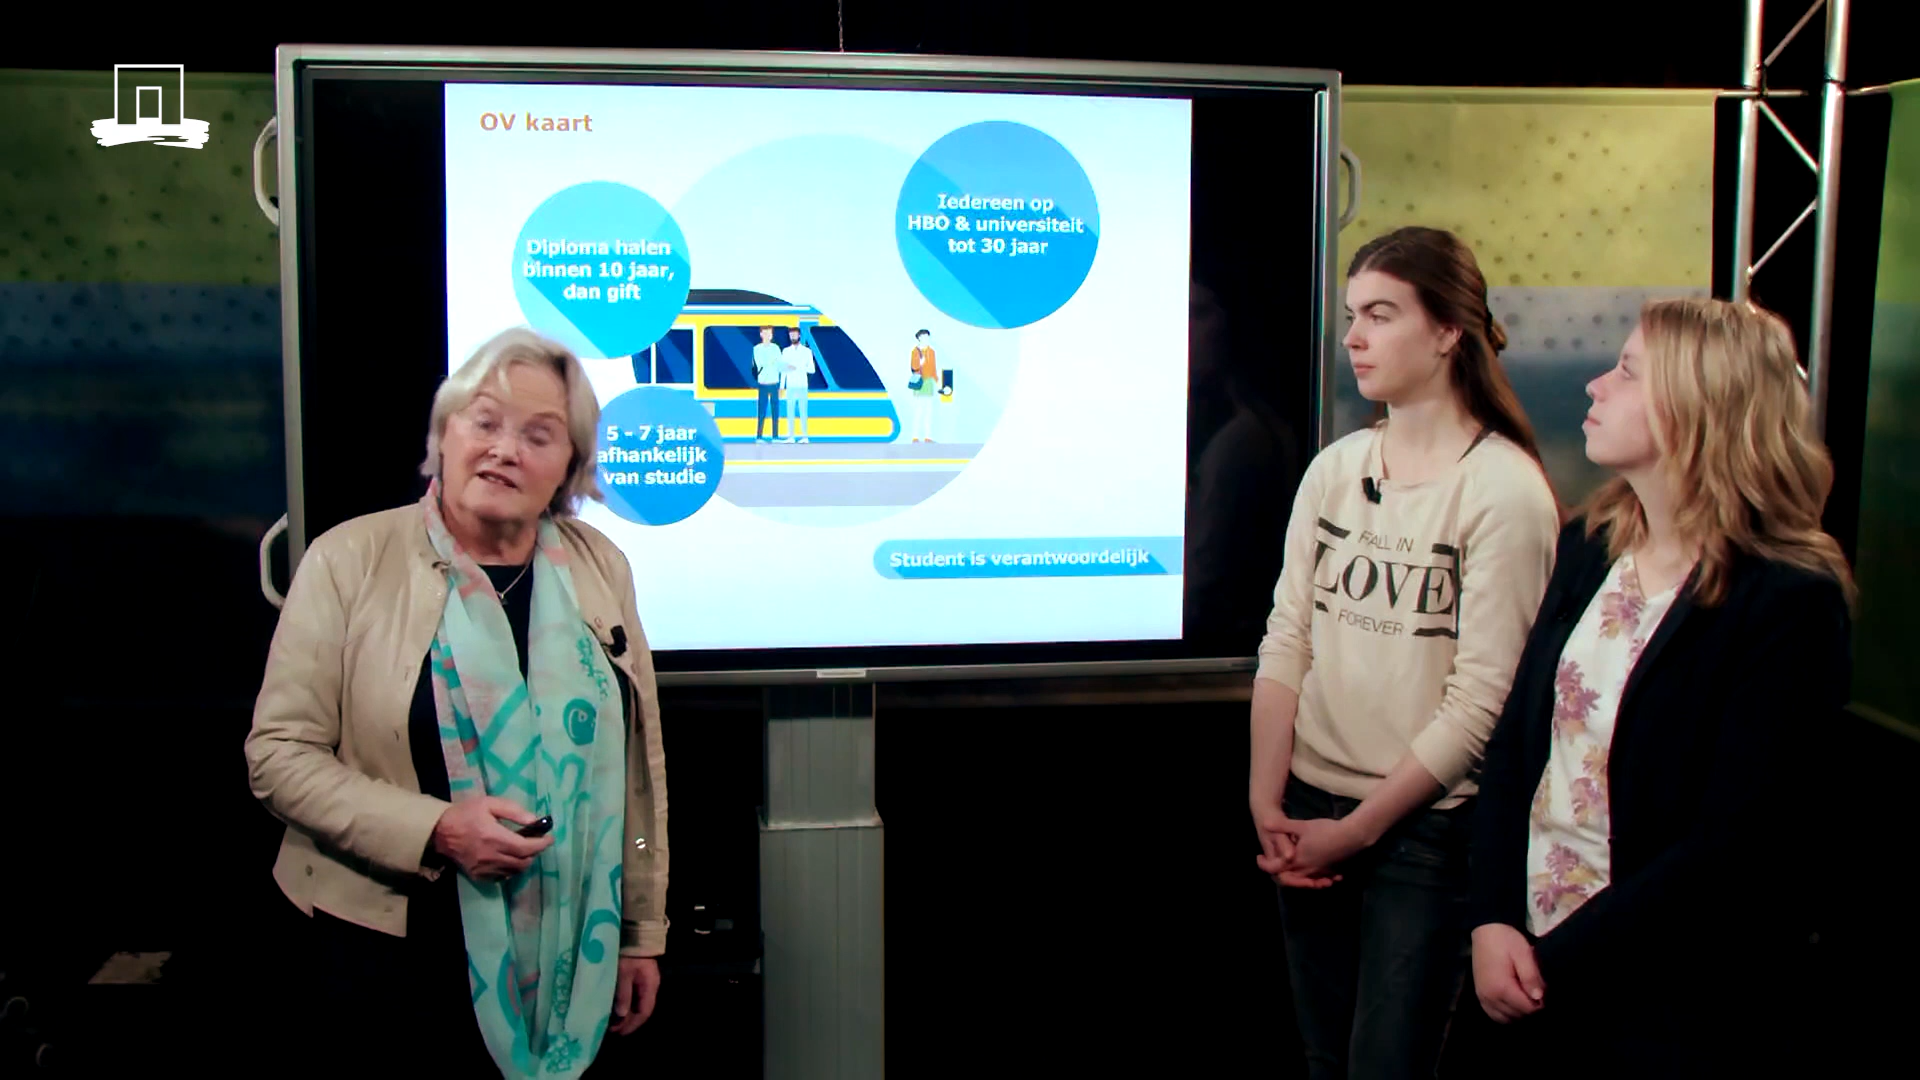 OV kaart
Iedereen op
HBO & universiteit
tot 30 jaar
Diploma halen
binnen 10 jaar,
dan gift
5 - 7 jaar
afhankelijk
van studie
Student is verantwoordelijk
FALL IN
LOVE
FOREVER